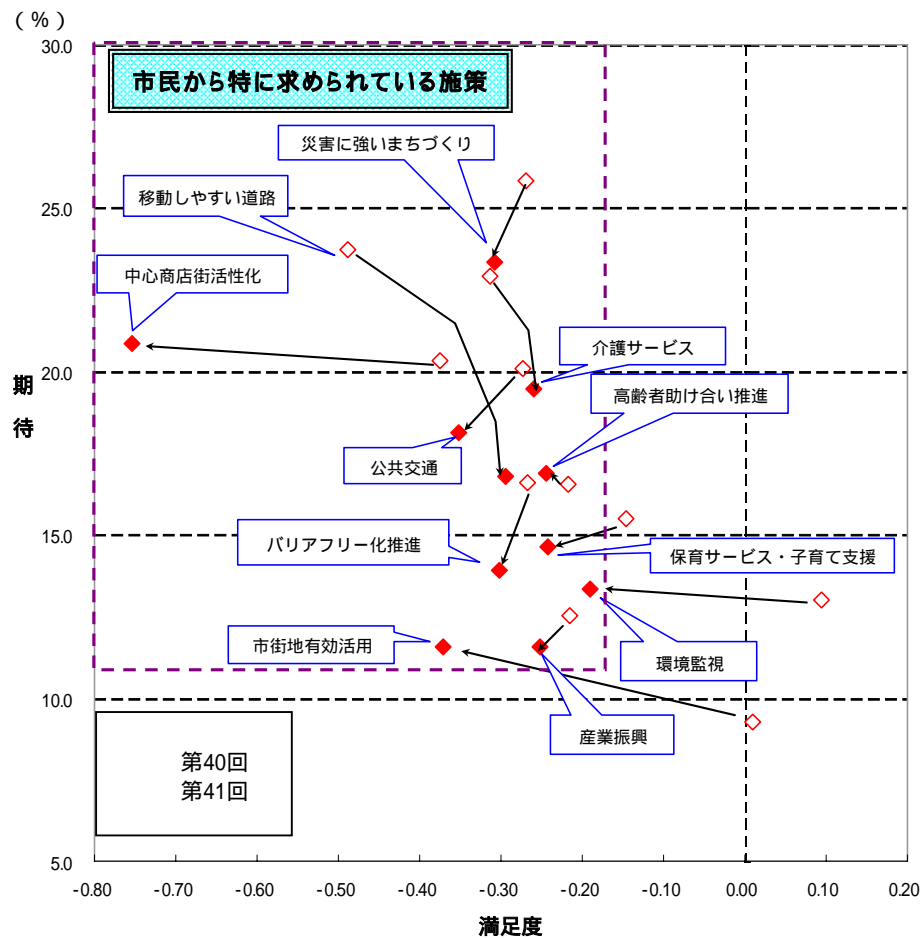 (%)
市民から特に求められている施策
災害に強いまちづくり
移動しやすい道路
中心商店街活性化
介護サービス
高齢者助け合い推進
公共交通
バリアフリー化推進
保育サービス・子育て支援
市街地有効活用
環境監視
産業振興
第40回
第41回
期待
30.0
25.0
20.0
15.0
10.0
5.0
-0.80 -0.70 -0.60 -0.50 -0.40 -0.30 -0.20 -0.10 0.00 0.10 0.20
満足度